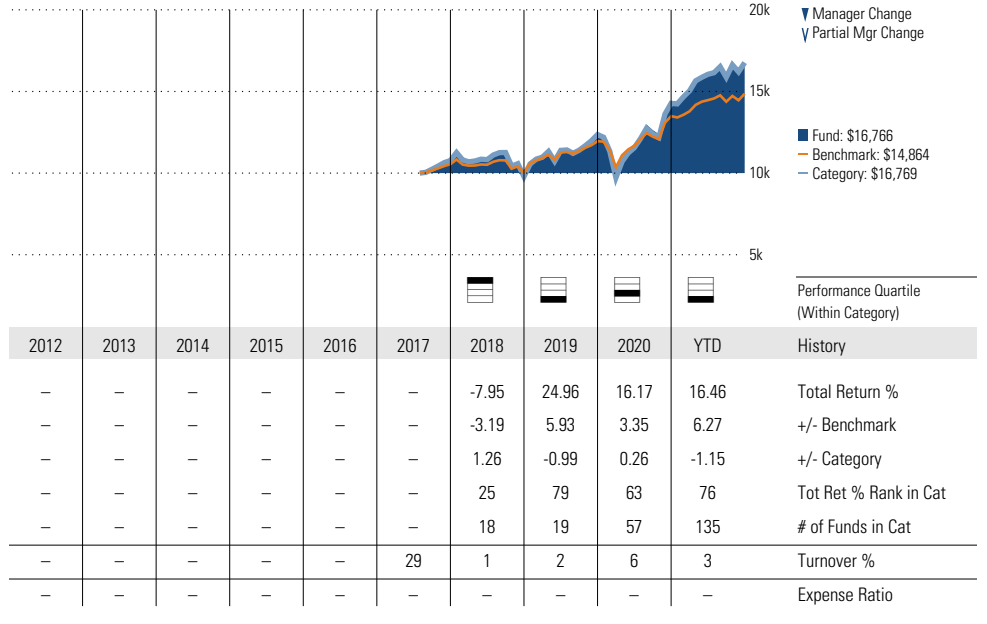 20k
15k
10k
5k
Manager Change
Partial Mgr Change
Fund: $16,766
Benchmark: $14,864
Category: $16,769
Performance Quartile
(Within Category)
2012 2013 2014 2015 2016 2017 2018 2019 2020 YTD History
– – – – – – -7.95 24.96 16.17 16.46 Total Return %
– – – – – – -3.19 5.93 3.35 6.27 +/- Benchmark
– – – – – – 1.26 -0.99 0.26 -1.15 +/- Category
– – – – – – 25 79 63 76 Tot Ret % Rank in Cat
– – – – – – 18 19 57 135 # of Funds in Cat
– – – – – 29 1 2 6 3 Turnover %
– – – – – – – – – – Expense Ratio